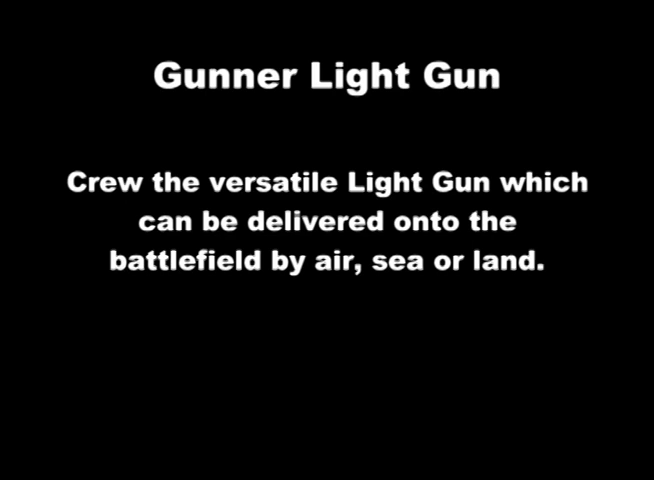 Gunner Light Gun
Crew the versatile Light Gun which
can be delivered onto the
battlefield by air, sea or land.